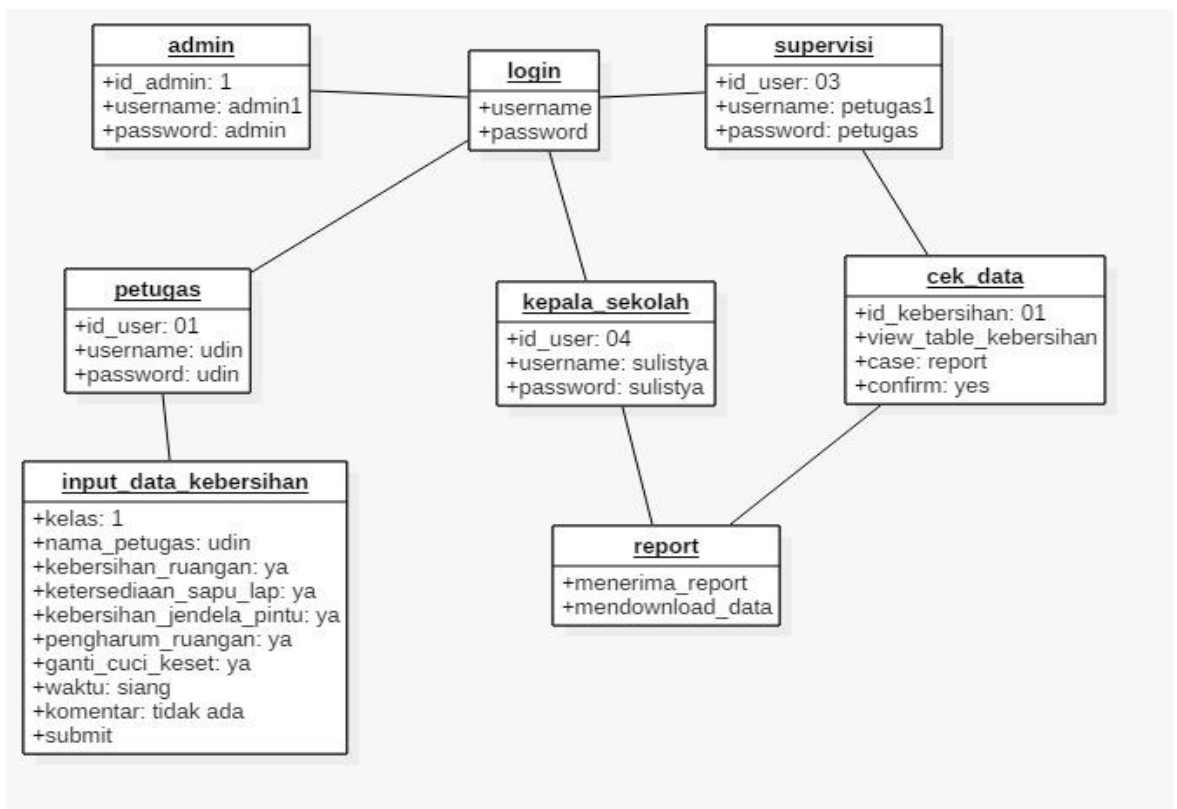 admin
+id_admin: 1
+username: admin1
+password: admin
login
+username
+password
supervisi
+id_user: 03
+username: petugas1
+password: petugas
petugas
+id_user: 01
+username: udin
+password: udin
kepala_sekolah
+id_user: 04
+username: sulistya
+password: sulistya
cek_data
+id_kebersihan: 01
+view_table_kebersihan
+case: report
+confirm: yes
input_data_kebersihan
+kelas: 1
+nama_petugas: udin
+kebersihan_ruangan: ya
+ketersediaan_sapu_lap: ya
+kebersihan_jendela_pintu: ya
+pengharum_ruangan: ya
+ganti_cuci_keset: ya
+waktu: siang
+komentar: tidak ada
+submit
report
+menerima_report
+mendownload_data